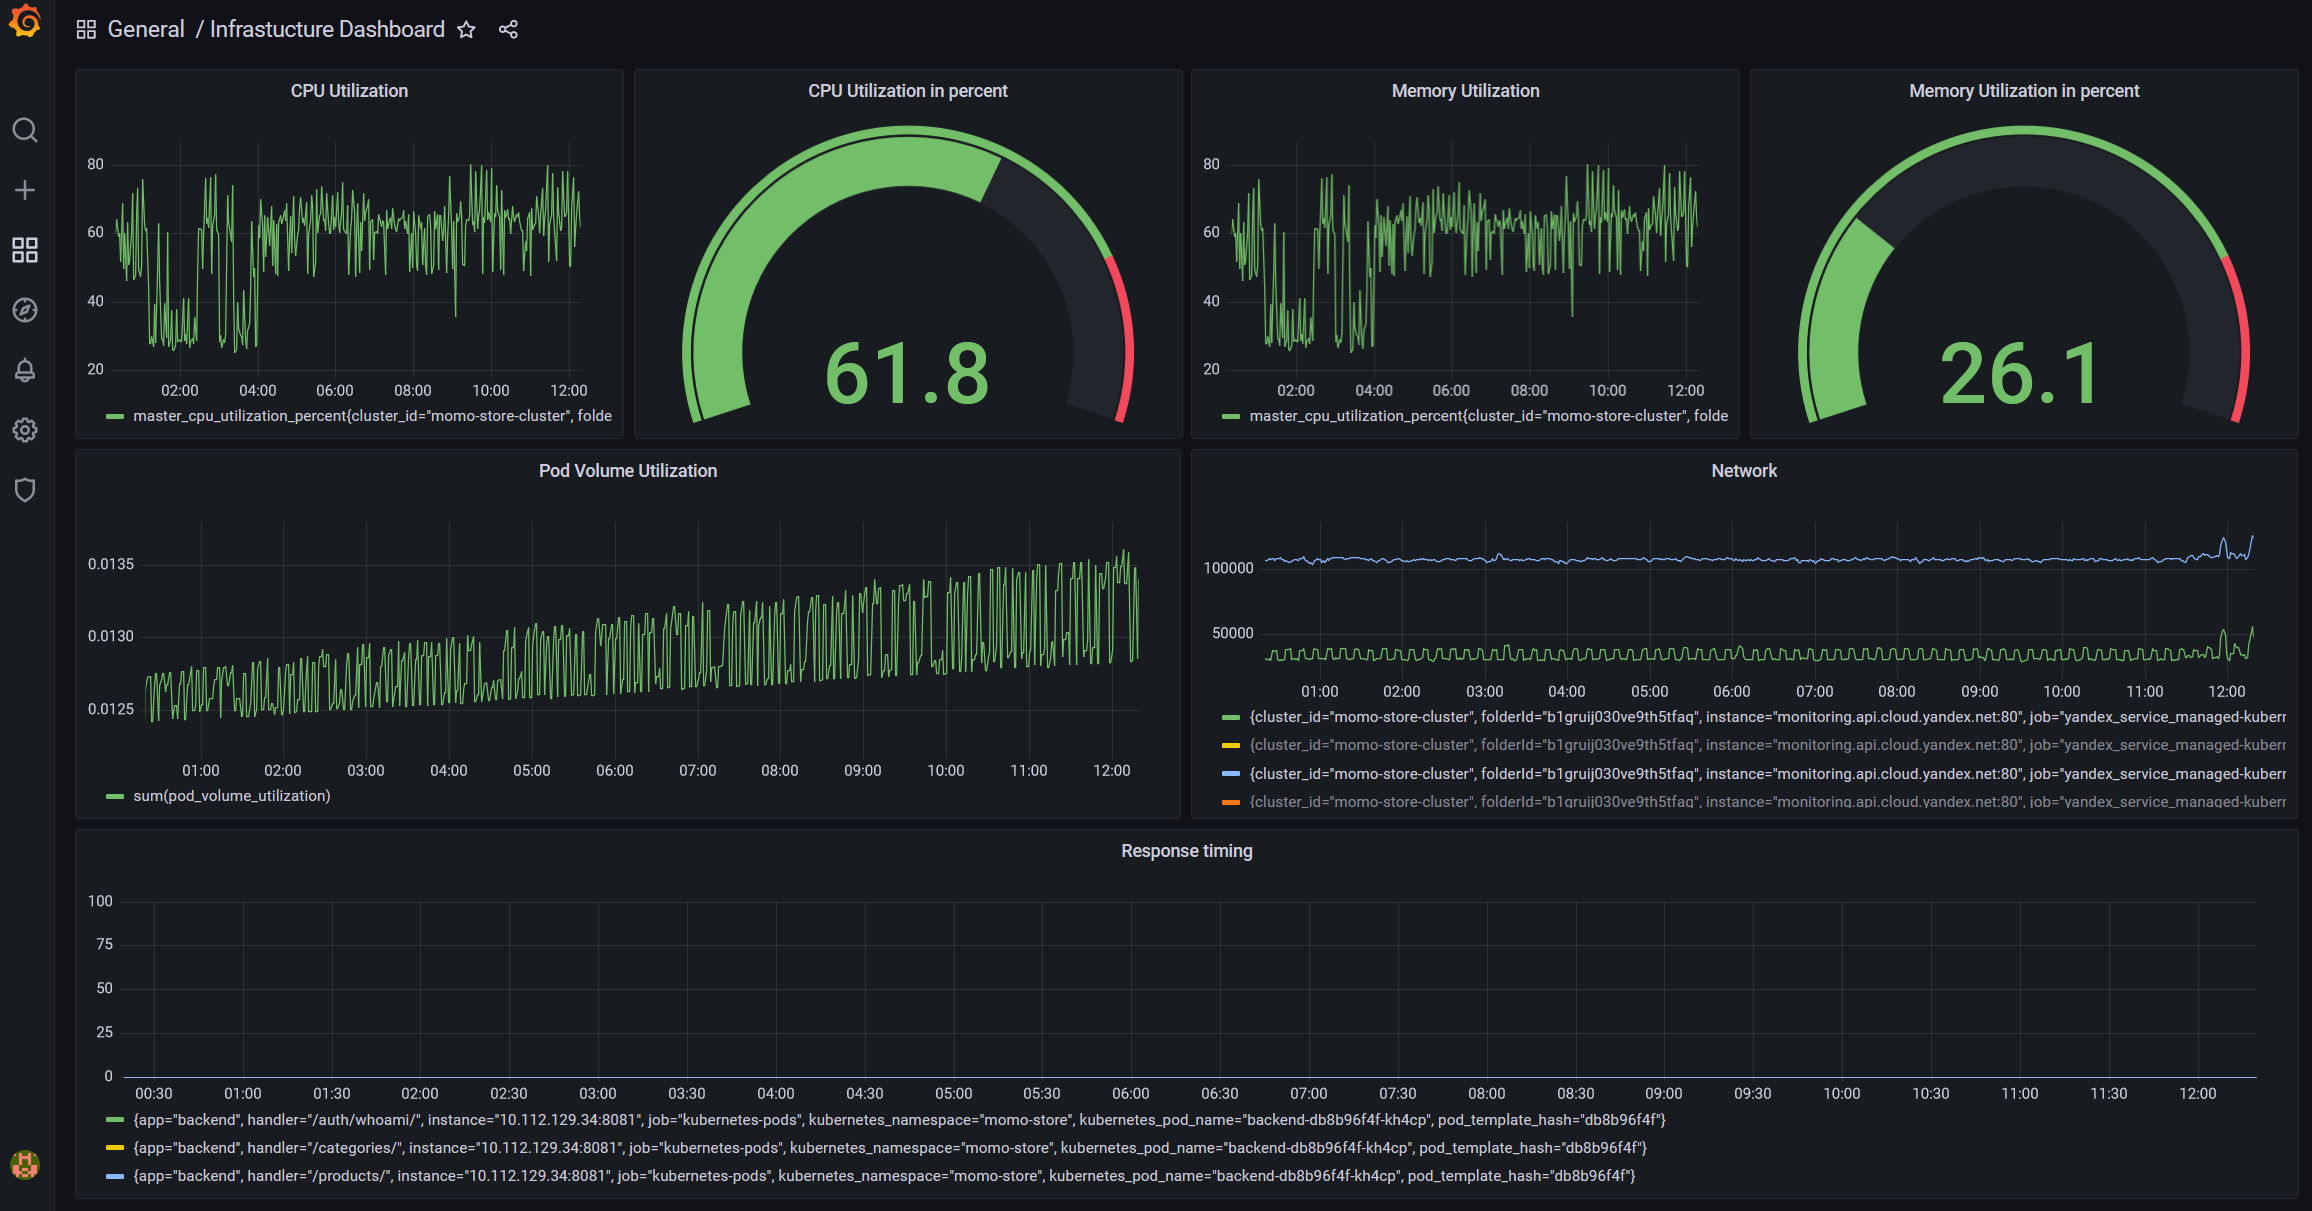 General / Infrastucture Dashboard
CPU Utilization
80
60
40
20
02:00 04:00 06:00 08:00 10:00 12:00
master_cpu_utilization_percent{cluster_id="momo-store-cluster", folde
CPU Utilization in percent
61.8
Memory Utilization
80
60
40
20
02:00 04:00 06:00 08:00 10:00 12:00
master_cpu_utilization_percent{cluster_id="momo-store-cluster", folde
Memory Utilization in percent
26.1
Pod Volume Utilization
0.0135
0.0130
0.0125
01:00 02:00 03:00 04:00 05:00 06:00 07:00 08:00 09:00 10:00 11:00 12:00
sum(pod_volume_utilization)
Network
100000
50000
01:00 02:00 03:00 04:00 05:00 06:00 07:00 08:00 09:00 10:00 11:00 12:00
{cluster_id="momo-store-cluster", folderId="b1gruij030ve9th5tfaq", instance="monitoring.api.cloud.yandex.net:80", job="yandex_service_managed-kuberr
{cluster_id="momo-store-cluster", folderId="b1gruij030ve9th5tfaq", instance="monitoring.api.cloud.yandex.net:80", job="yandex_service_managed-kuberr
{cluster_id="momo-store-cluster", folderId="b1gruij030ve9th5tfaq", instance="monitoring.api.cloud.yandex.net:80", job="yandex_service_managed-kuberr
{cluster_id="momo-store-cluster", folderId="b1gruij030ve9th5tfaq", instance="monitoring.api.cloud.yandex.net:80", job="yandex_service_managed-kuberr
Response timing
100
75
50
25
0
00:30 01:00 01:30 02:00 02:30 03:00 03:30 04:00 04:30 05:00 05:30 06:00 06:30 07:00 07:30 08:00 08:30 09:00 09:30 10:00 10:30 11:00 11:30 12:00
{app="backend", handler="/auth/whoami/", instance="10.112.129.34:8081", job="kubernetes-pods", kubernetes_namespace="momo-store", kubernetes_pod_name="backend-db8b96f4f-kh4cp", pod_template_hash="db8b96f4f"}
{app="backend", handler="/categories/", instance="10.112.129.34:8081", job="kubernetes-pods", kubernetes_namespace="momo-store", kubernetes_pod_name="backend-db8b96f4f-kh4cp", pod_template_hash="db8b96f4f"}
{app="backend", handler="/products/", instance="10.112.129.34:8081", job="kubernetes-pods", kubernetes_namespace="momo-store", kubernetes_pod_name="backend-db8b96f4f-kh4cp", pod_template_hash="db8b96f4f"}